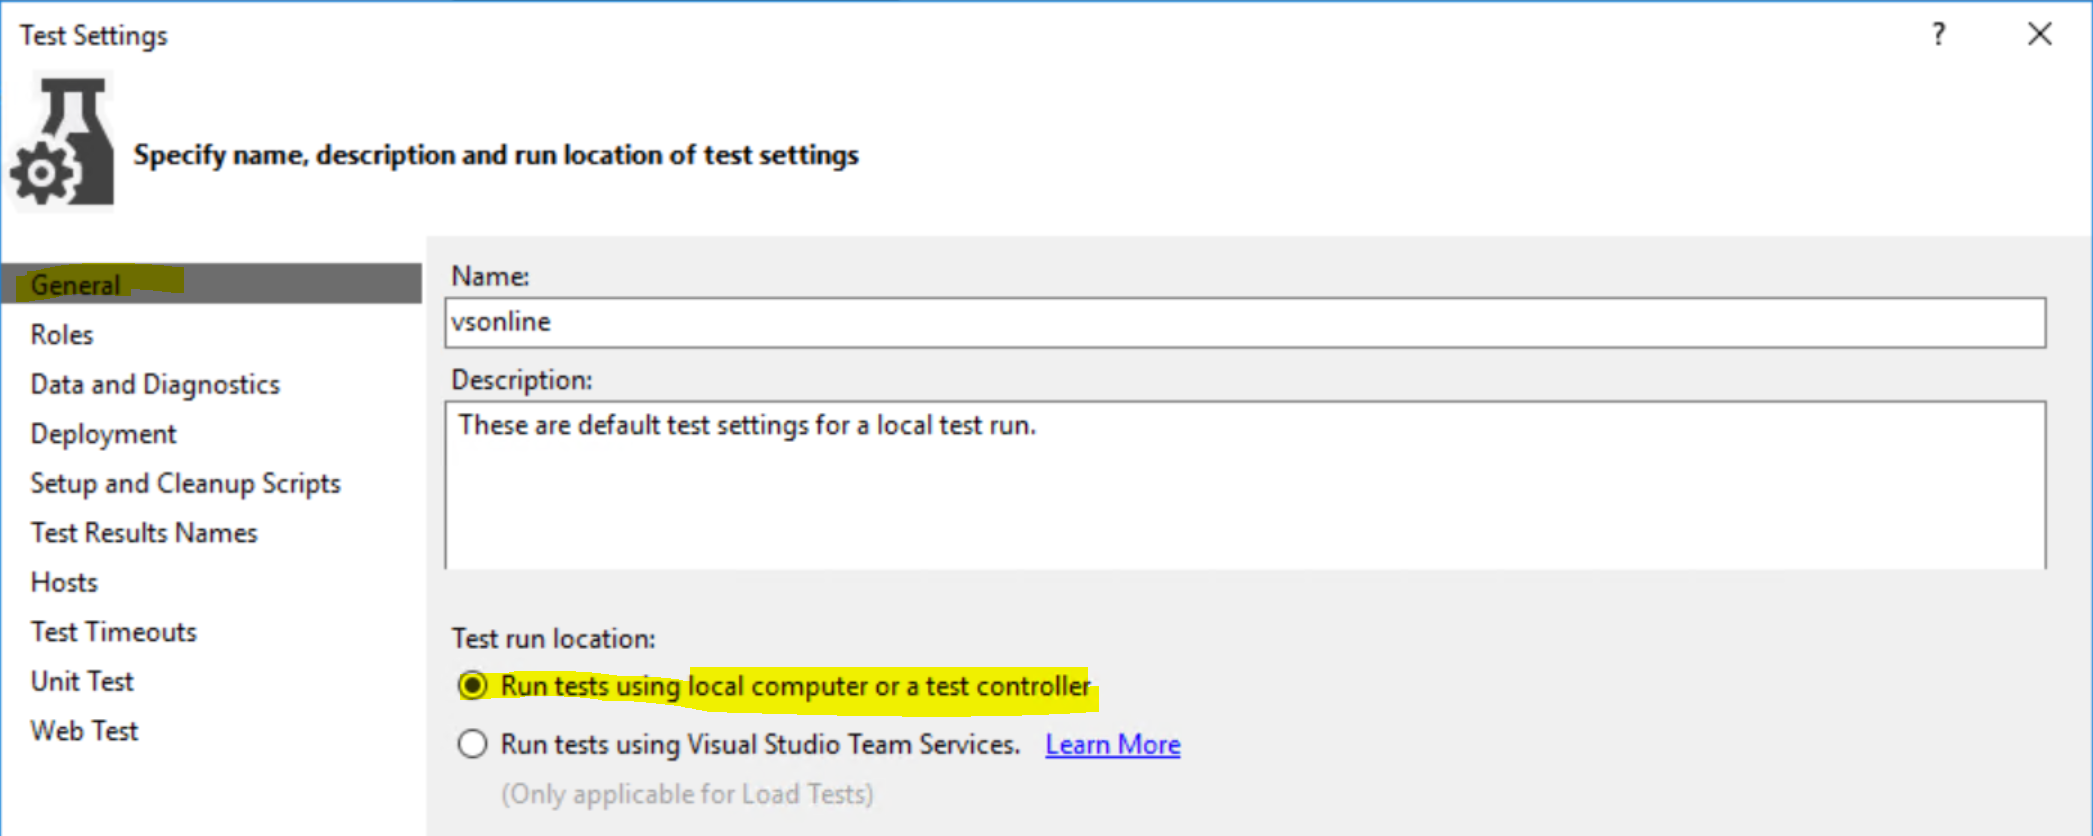 Test Settings
?
Specify name, description and run location of test settings
General
Roles
Data and Diagnostics
Deployment
Setup and Cleanup Scripts
Test Results Names
Hosts
Test Timeouts
Unit Test
Web Test
Name:
vsonline
Description:
These are default test settings for a local test run.
Test run location:
Run tests using local computer or a test controller
Run tests using Visual Studio Team Services. Learn More
(Only applicable for Load Tests)